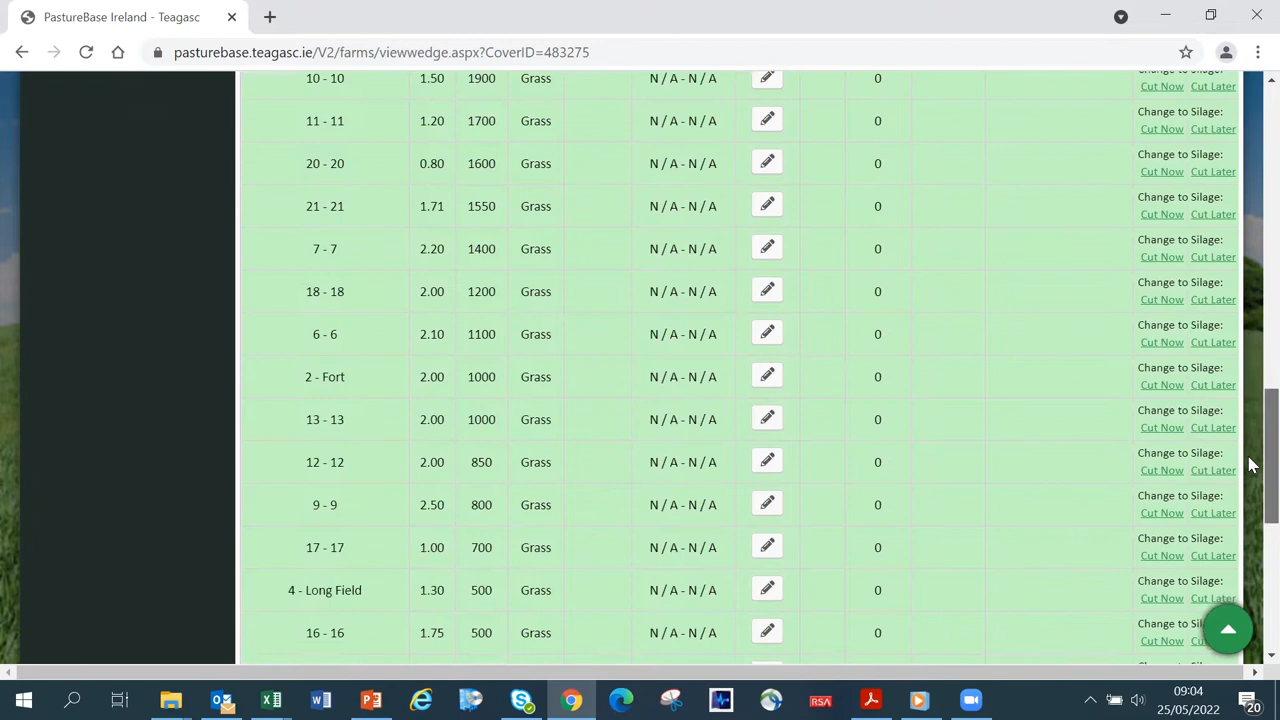 PastureBase Ireland - Teagasc
pasturebase.teagasc.ie/V2/farms/viewwedge.aspx?CoverID=483275
10 - 10 1.50 1900 Grass N / A - N / A 0 Change to Silage: Cut Now Cut Later
11 - 11 1.20 1700 Grass N / A - N / A 0 Change to Silage: Cut Now Cut Later
20 - 20 0.80 1600 Grass N / A - N / A 0 Change to Silage: Cut Now Cut Later
21 - 21 1.71 1550 Grass N / A - N / A 0 Change to Silage: Cut Now Cut Later
7 - 7 2.20 1400 Grass N / A - N / A 0 Change to Silage: Cut Now Cut Later
18 - 18 2.00 1200 Grass N / A - N / A 0 Change to Silage: Cut Now Cut Later
6 - 6 2.10 1100 Grass N / A - N / A 0 Change to Silage: Cut Now Cut Later
2 - Fort 2.00 1000 Grass N / A - N / A 0 Change to Silage: Cut Now Cut Later
13 - 13 2.00 1000 Grass N / A - N / A 0 Change to Silage: Cut Now Cut Later
12 - 12 2.00 850 Grass N / A - N / A 0 Change to Silage: Cut Now Cut Later
9 - 9 2.50 800 Grass N / A - N / A 0 Change to Silage: Cut Now Cut Later
17 - 17 1.00 700 Grass N / A - N / A 0 Change to Silage: Cut Now Cut Later
4 - Long Field 1.30 500 Grass N / A - N / A 0 Change to Silage: Cut Now Cut Later
16 - 16 1.75 500 Grass N / A - N / A 0 Change to Cut Now
RSA
09:04
25/05/2022
20